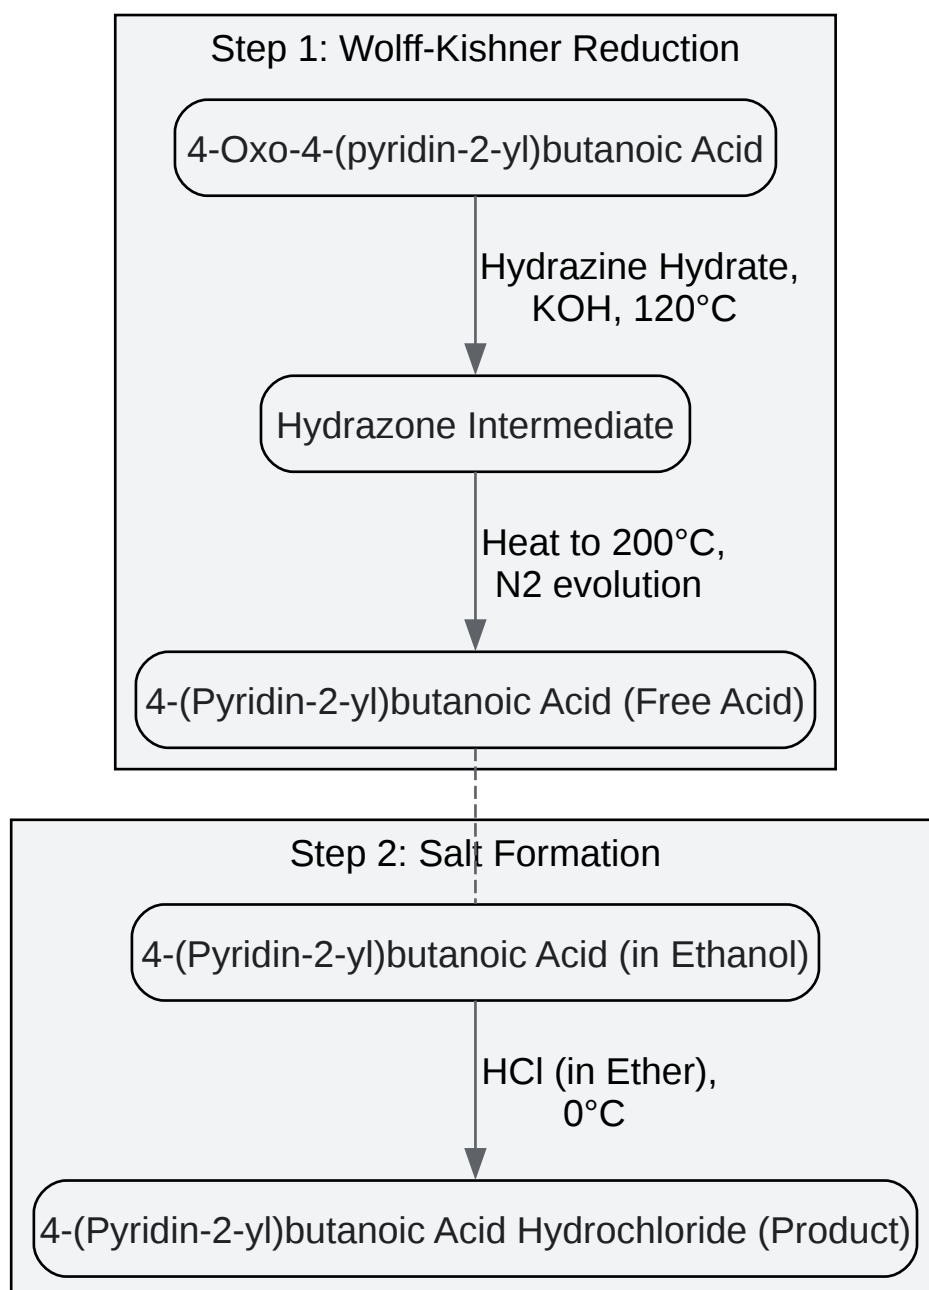 Step 1: Wolff-Kishner Reduction
4-Oxo-4-(pyridin-2-yl)butanoic Acid
Hydrazine Hydrate,
KOH, 120°C
Hydrazone Intermediate
Heat to 200°C,
N2 evolution
4-(Pyridin-2-yl)butanoic Acid (Free Acid)
Step 2: Salt Formation
4-(Pyridin-2-yl)butanoic Acid (in Ethanol)
HCl (in Ether),
0°C
4-(Pyridin-2-yl)butanoic Acid Hydrochloride (Product)